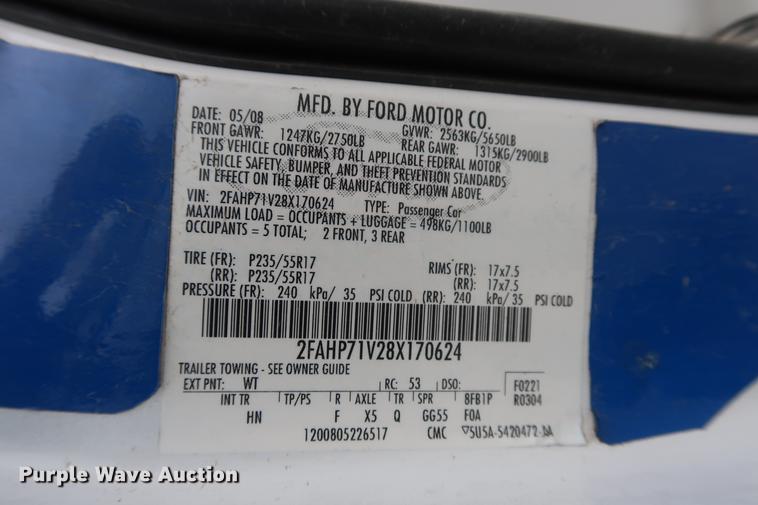 MFD. BY FORD MOTOR CO.
DATE: 05/08 GVWR: 2563KG/5650LB
FRONT GAWR: 1247KG/2750LB REAR GAWR: 1315KG/2900LB
THIS VEHICLE CONFORMS TO ALL APPLICABLE FEDERAL MOTOR
VEHICLE SAFETY, BUMPER, AND THEFT PREVENTION STANDARDS
IN EFFECT ON THE DATE OF MANUFACTURE SHOWN ABOVE.
VIN: 2FAHP71V28X170624 TYPE: Passenger Car
MAXIMUM LOAD = OCCUPANTS + LUGGAGE = 498KG/1100LB
OCCUPANTS = 5 TOTAL; 2 FRONT, 3 REAR
TIRE (FR): P235/55R17 RIMS (FR): 17x7.5
(RR): P235/55R17 (RR): 17x7.5
PRESSURE (FR): 240 kPa/ 35 PSI COLD (RR): 240 kPa/ 35 PSI COLD
2FAHP71V28X170624
TRAILER TOWING - SEE OWNER GUIDE
EXT PNT: WT RC: 53 DSO: F0221
INT TR TP/PS R AXLE TR SPR 8FB1P R0304
HN F X5 Q GG55 F0A
1200805226517 CMC 5U5A-5420472-AA
Purple Wave Auction